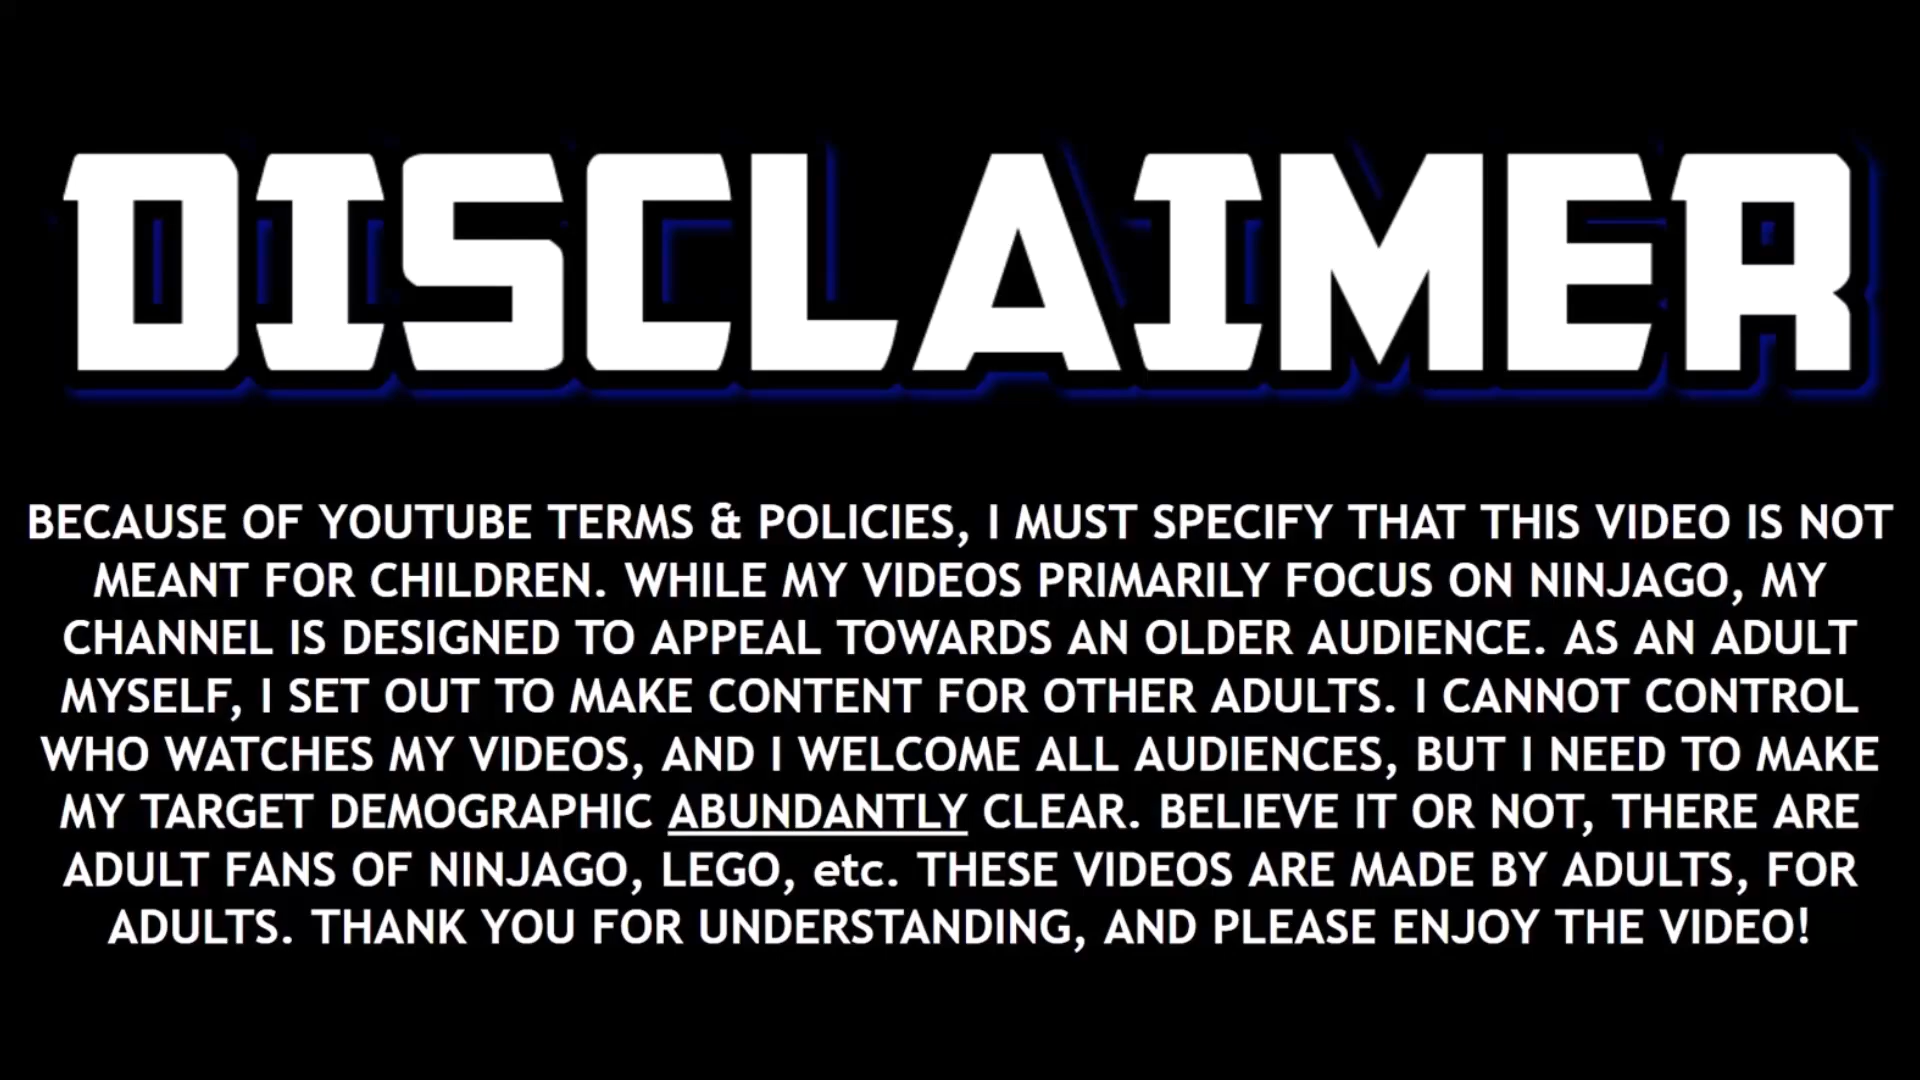 DISCLAIMER
BECAUSE OF YOUTUBE TERMS & POLICIES, I MUST SPECIFY THAT THIS VIDEO IS NOT
MEANT FOR CHILDREN. WHILE MY VIDEOS PRIMARILY FOCUS ON NINJAGO, MY
CHANNEL IS DESIGNED TO APPEAL TOWARDS AN OLDER AUDIENCE. AS AN ADULT
MYSELF, I SET OUT TO MAKE CONTENT FOR OTHER ADULTS. I CANNOT CONTROL
WHO WATCHES MY VIDEOS, AND I WELCOME ALL AUDIENCES, BUT I NEED TO MAKE
MY TARGET DEMOGRAPHIC ABUNDANTLY CLEAR. BELIEVE IT OR NOT, THERE ARE
ADULT FANS OF NINJAGO, LEGO, etc. THESE VIDEOS ARE MADE BY ADULTS, FOR
ADULTS. THANK YOU FOR UNDERSTANDING, AND PLEASE ENJOY THE VIDEO!